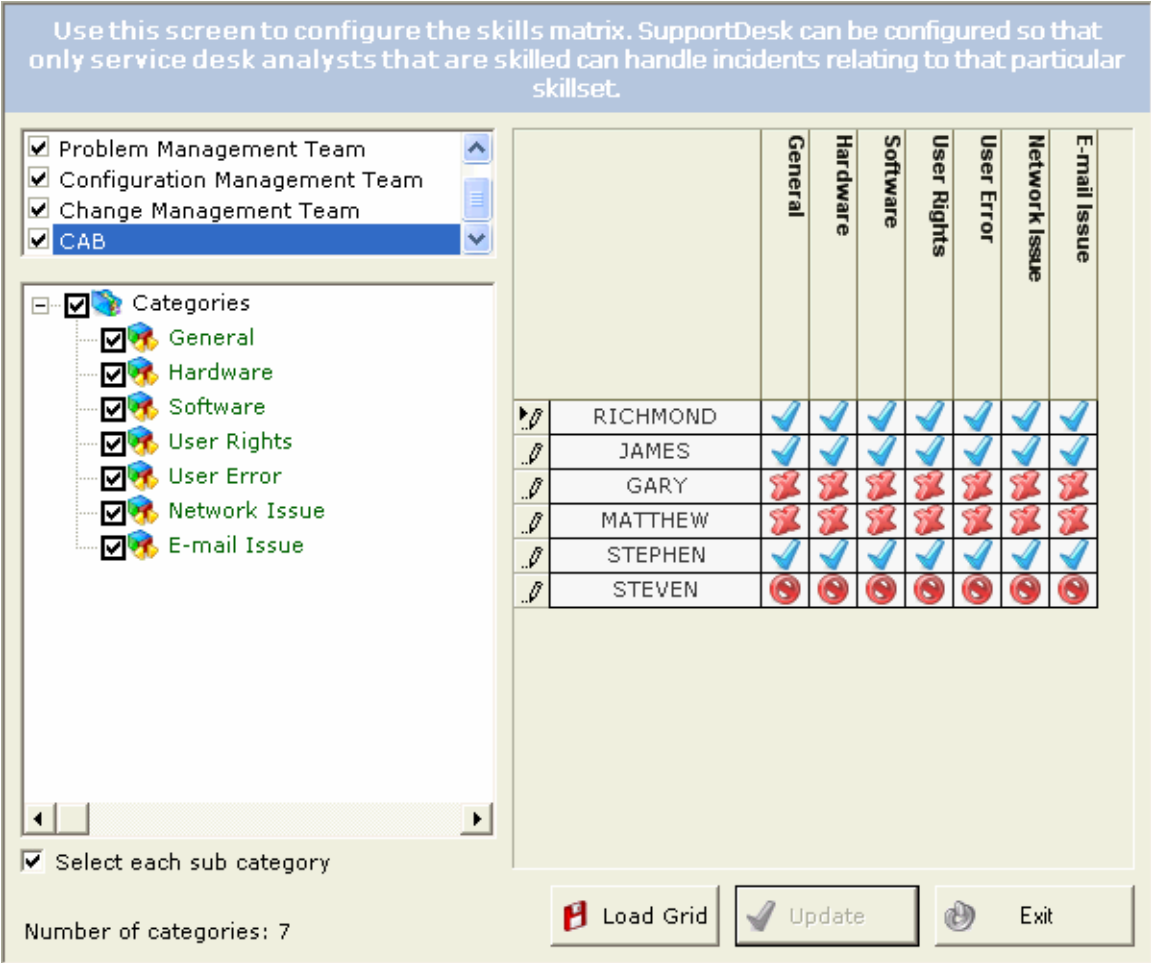 Use this screen to configure the skills matrix. SupportDesk can be configured so that
only service desk analysts that are skilled can handle incidents relating to that particular
skillset.
Problem Management Team
Configuration Management Team
Change Management Team
CAB
Categories
General
Hardware
Software
User Rights
User Error
Network Issue
E-mail Issue
Select each sub category
Number of categories: 7
General
Hardware
Software
User Rights
User Error
Network Issue
E-mail Issue
RICHMOND
JAMES
GARY
MATTHEW
STEPHEN
STEVEN
Load Grid
Update
Exit